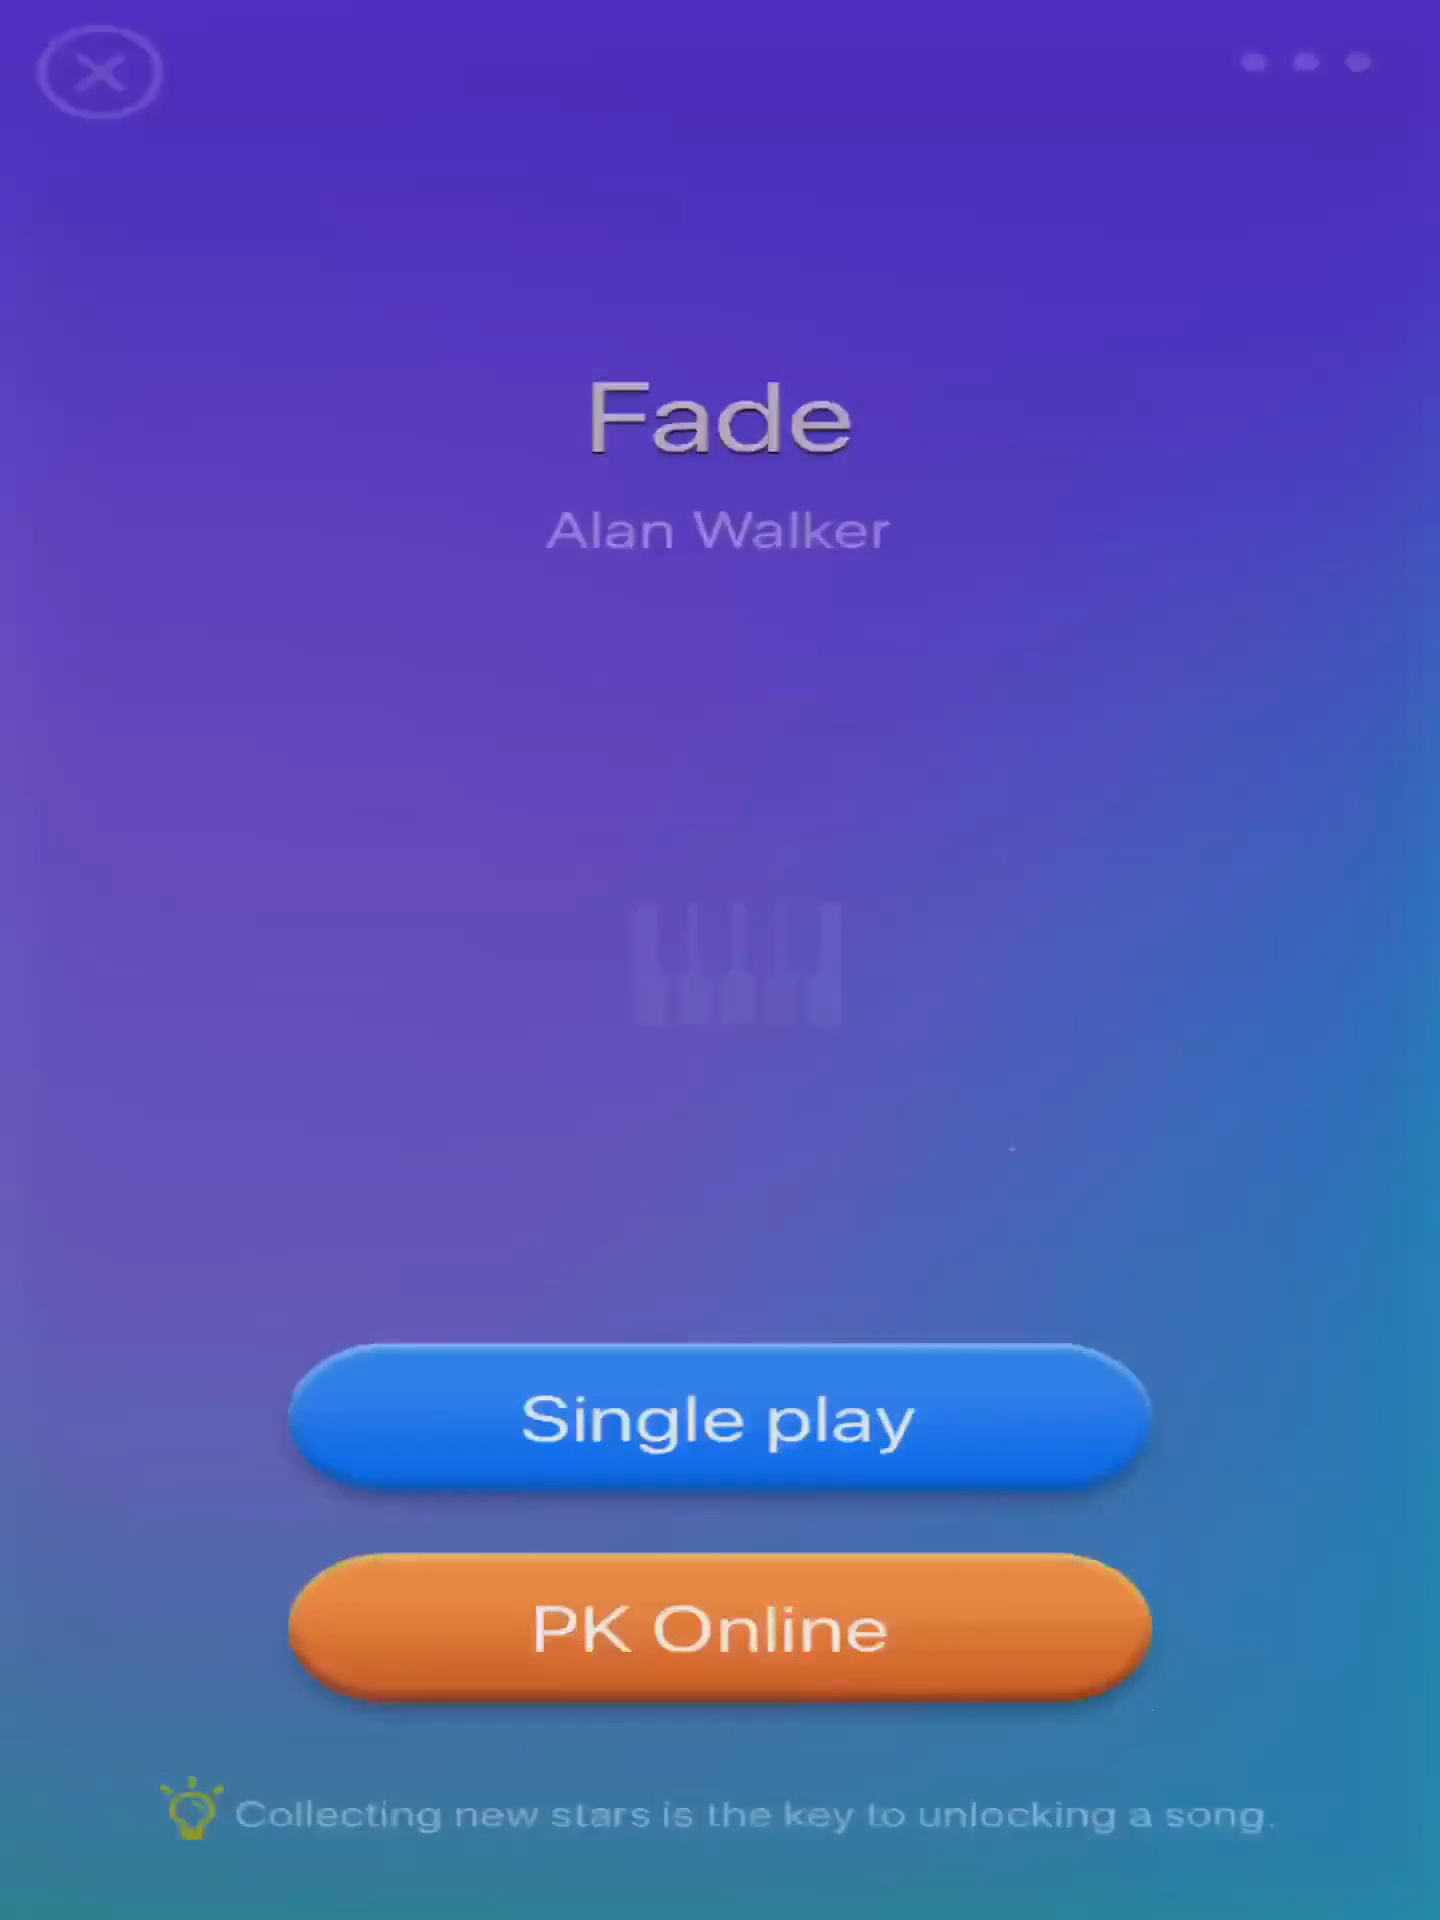 Fade
Alan Walker
Single play
PK Online
Collecting new stars is the key to unlocking a song.